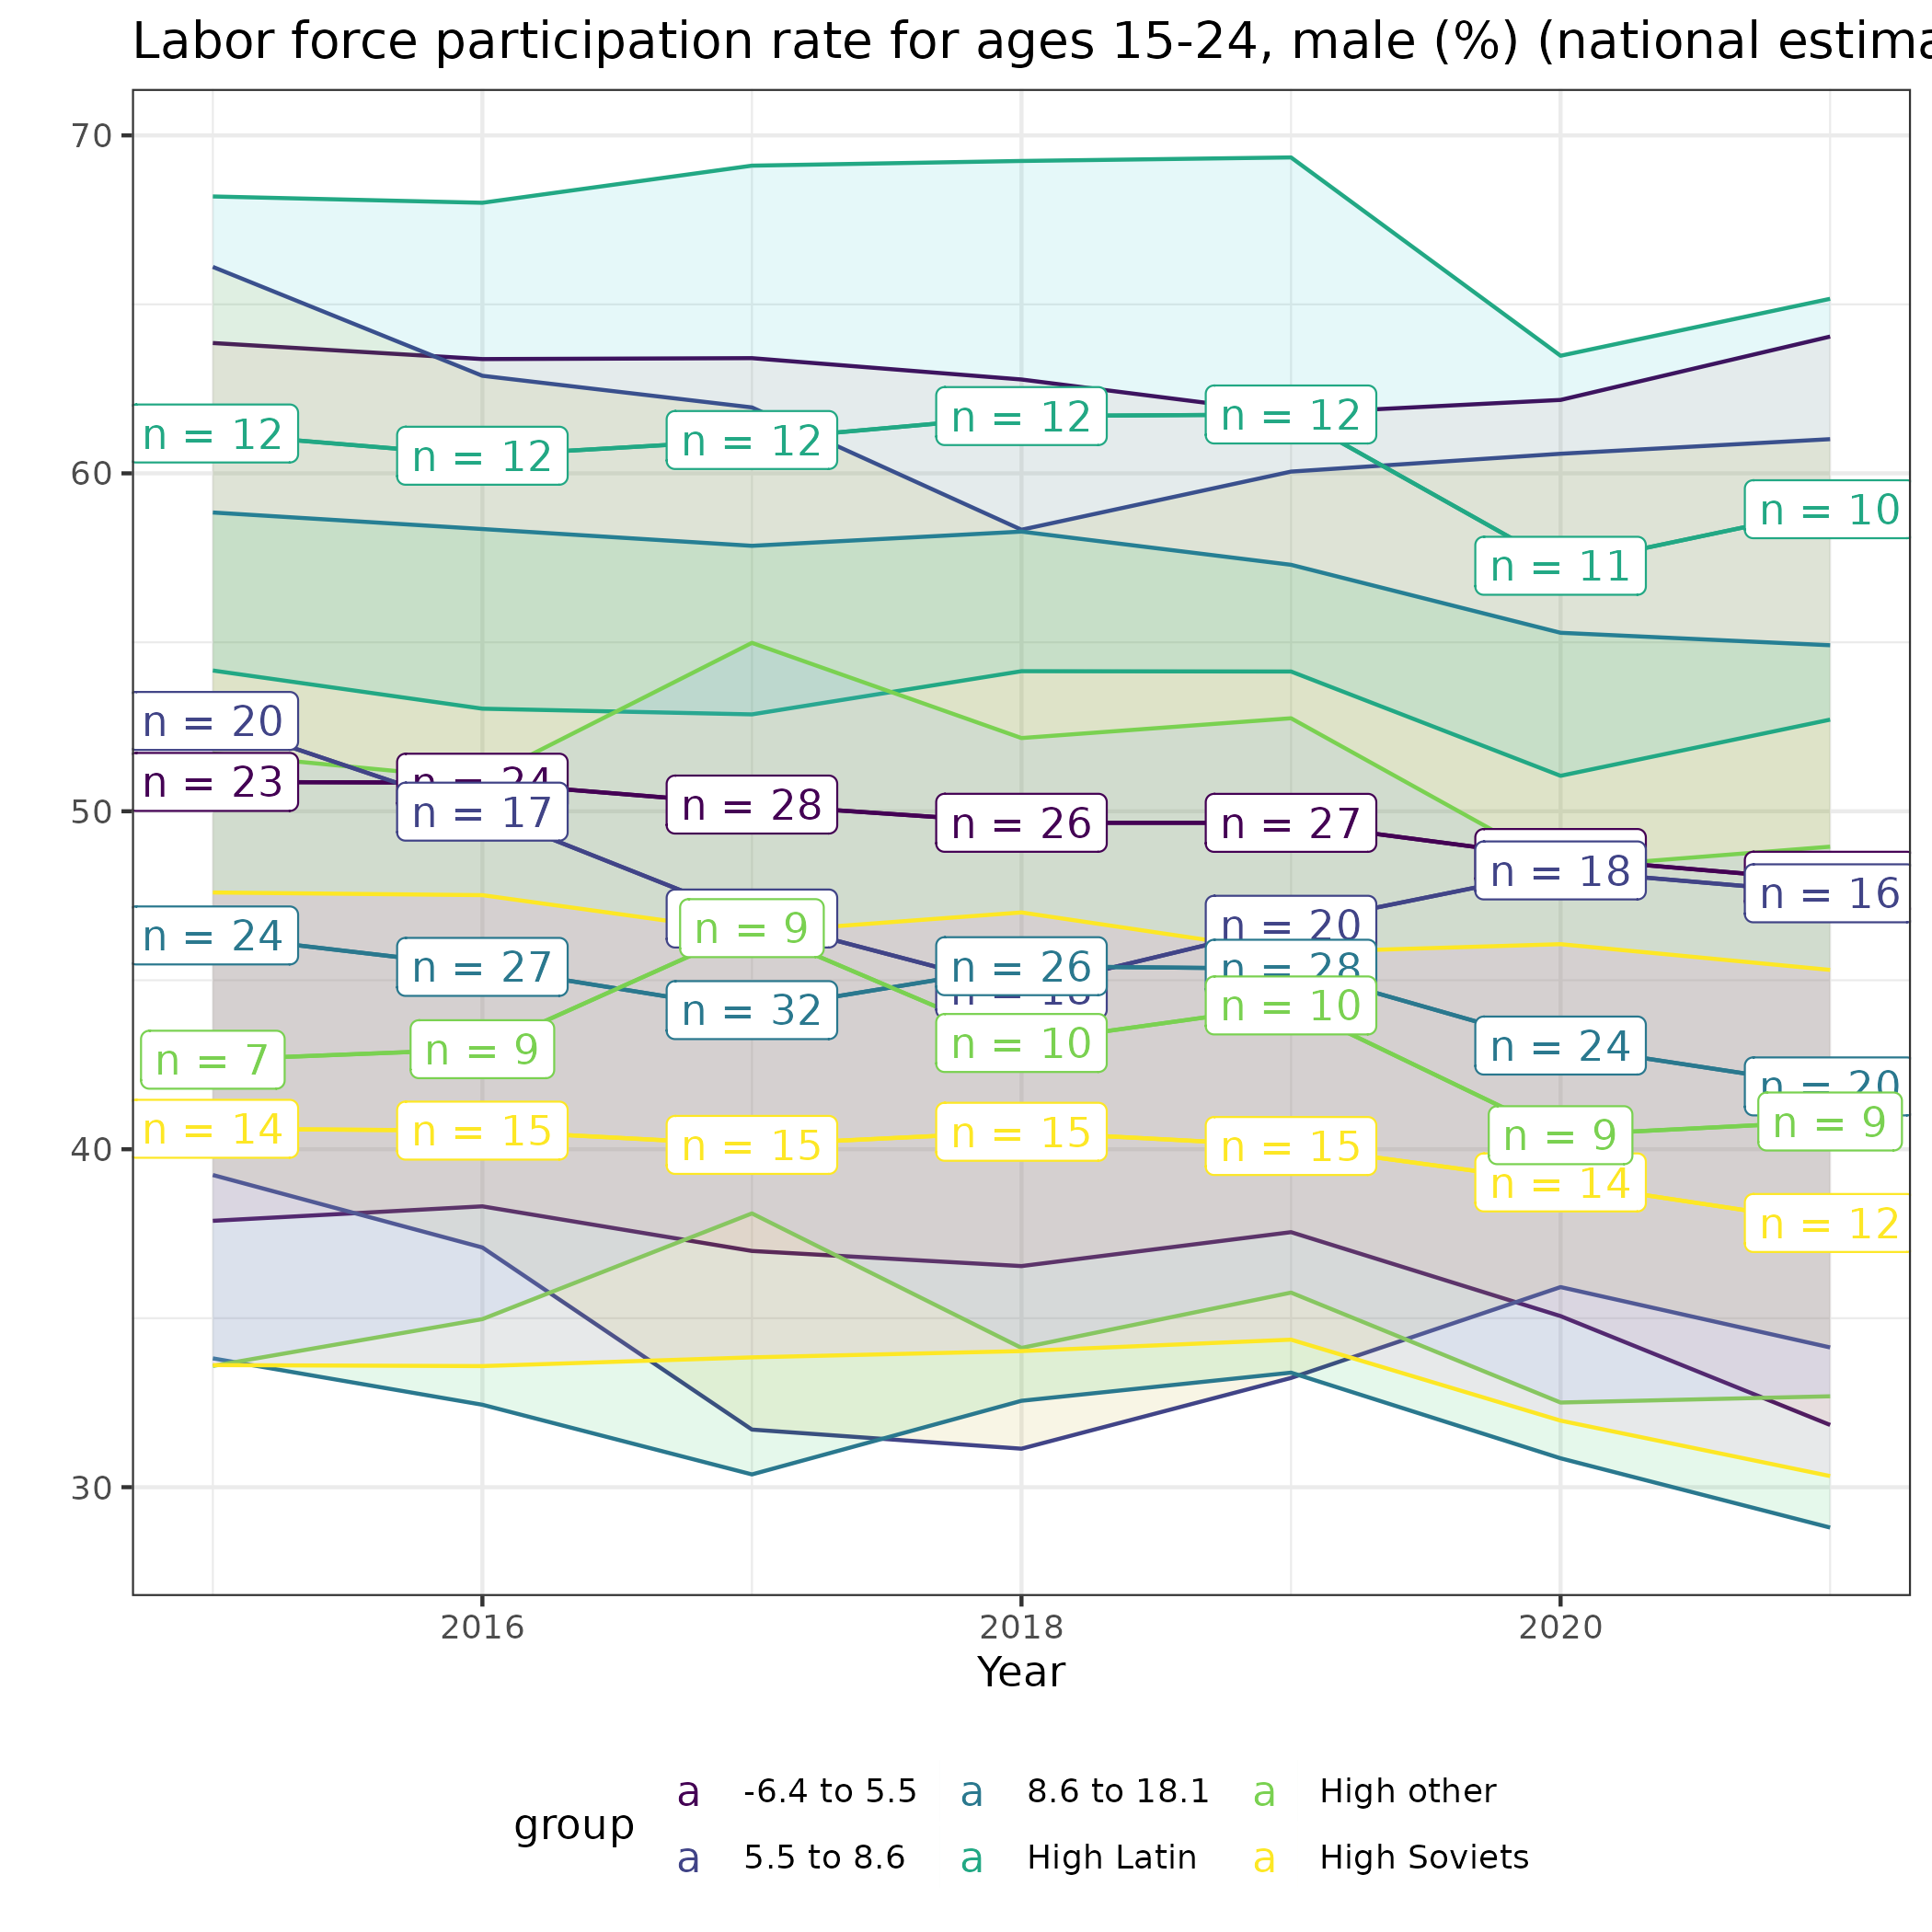 Labor force participation rate for ages 15-24, male (%) (national estima
70
60
50
40
30
n = 12
n = 12
n = 12
n = 12
n = 12
n = 11
n = 10
n = 20
n = 23
n = 24
n = 17
n = 28
n = 26
n = 27
n = 18
n = 16
n = 24
n = 27
n = 9
n = 32
n = 26
n = 18
n = 20
n = 28
n = 10
n = 10
n = 24
n = 20
n = 7
n = 9
n = 9
n = 9
n = 14
n = 15
n = 15
n = 15
n = 15
n = 14
n = 12
2016
2018
2020
Year
group
a -6.4 to 5.5
a 8.6 to 18.1
a High other
a 5.5 to 8.6
a High Latin
a High Soviets